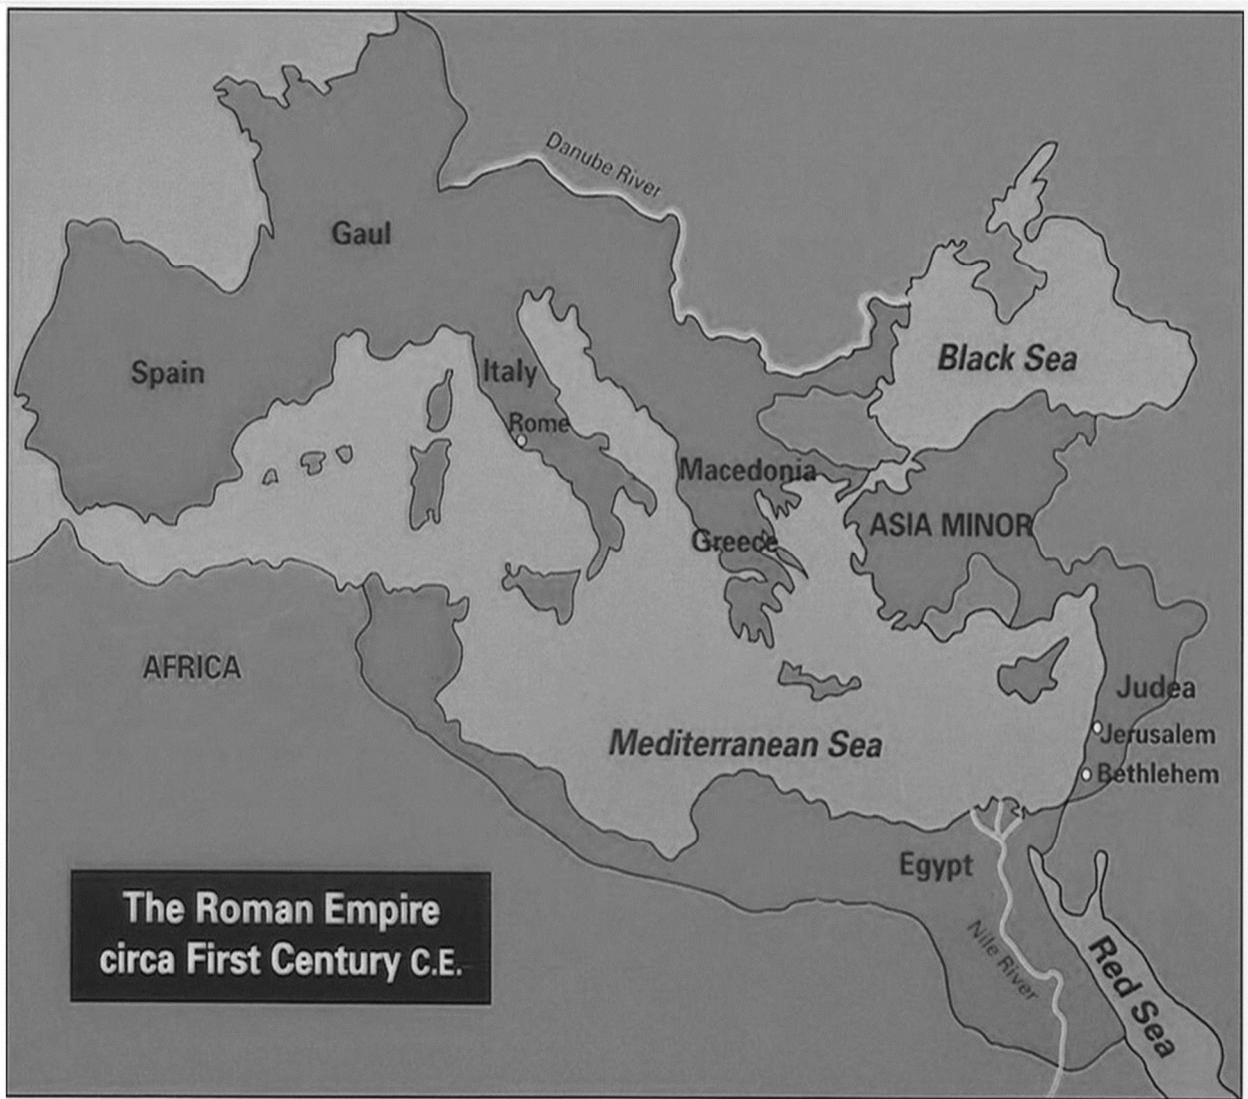 Danube River
Gaul
Black Sea
Spain
Italy
Rome
Macedonia
ASIA MINOR
Greece
AFRICA
Judea
Jerusalem
Mediterranean Sea
Bethlehem
Egypt
The Roman Empire
circa First Century C.E.
Nile River
Red Sea